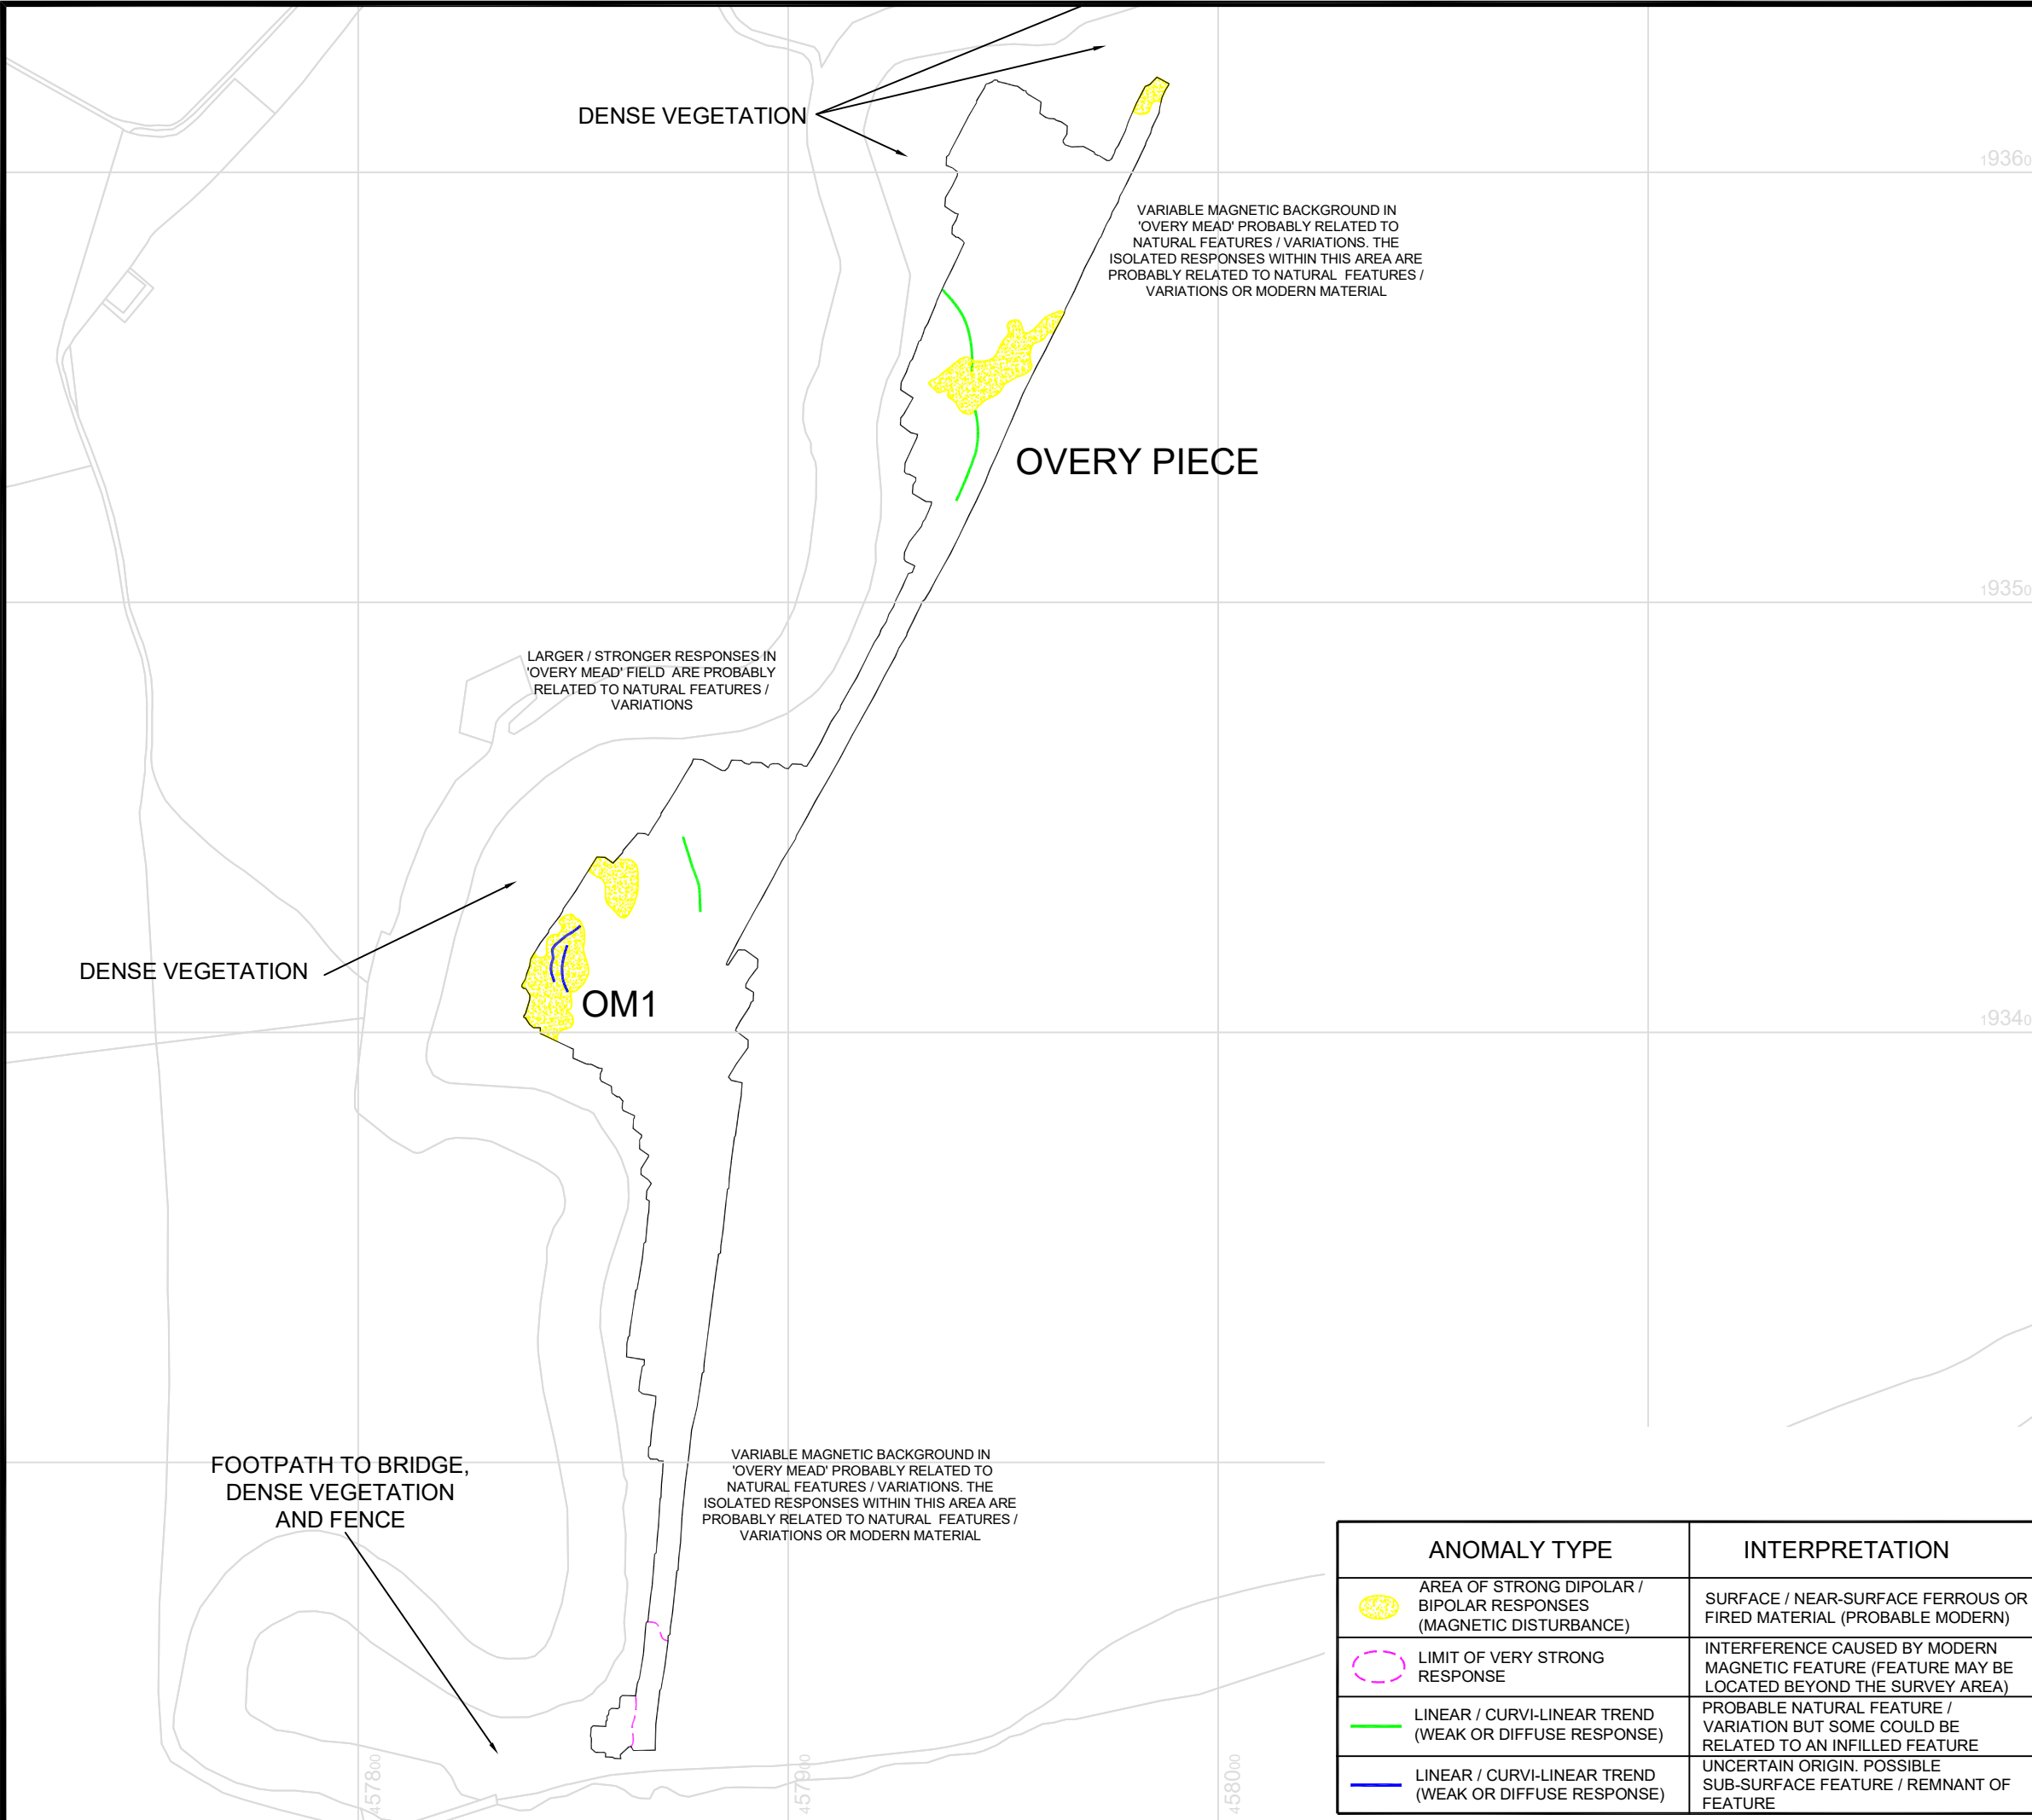 DENSE VEGETATION
193600
VARIABLE MAGNETIC BACKGROUND IN
'OVERY MEAD' PROBABLY RELATED TO
NATURAL FEATURES / VARIATIONS. THE
ISOLATED RESPONSES WITHIN THIS AREA ARE
PROBABLY RELATED TO NATURAL FEATURES /
VARIATIONS OR MODERN MATERIAL
OVERY PIECE
193500
LARGER / STRONGER RESPONSES IN
'OVERY MEAD' FIELD ARE PROBABLY
RELATED TO NATURAL FEATURES /
VARIATIONS
DENSE VEGETATION
OM1
193400
FOOTPATH TO BRIDGE,
DENSE VEGETATION
AND FENCE
VARIABLE MAGNETIC BACKGROUND IN
'OVERY MEAD' PROBABLY RELATED TO
NATURAL FEATURES / VARIATIONS. THE
ISOLATED RESPONSES WITHIN THIS AREA ARE
PROBABLY RELATED TO NATURAL FEATURES /
VARIATIONS OR MODERN MATERIAL
457800
457900
458000
ANOMALY TYPE
INTERPRETATION
AREA OF STRONG DIPOLAR /
BIPOLAR RESPONSES
(MAGNETIC DISTURBANCE)
SURFACE / NEAR-SURFACE FERROUS OR
FIRED MATERIAL (PROBABLE MODERN)
LIMIT OF VERY STRONG
RESPONSE
INTERFERENCE CAUSED BY MODERN
MAGNETIC FEATURE (FEATURE MAY BE
LOCATED BEYOND THE SURVEY AREA)
LINEAR / CURVI-LINEAR TREND
(WEAK OR DIFFUSE RESPONSE)
PROBABLE NATURAL FEATURE /
VARIATION BUT SOME COULD BE
RELATED TO AN INFILLED FEATURE
LINEAR / CURVI-LINEAR TREND
(WEAK OR DIFFUSE RESPONSE)
UNCERTAIN ORIGIN. POSSIBLE
SUB-SURFACE FEATURE / REMNANT OF
FEATURE